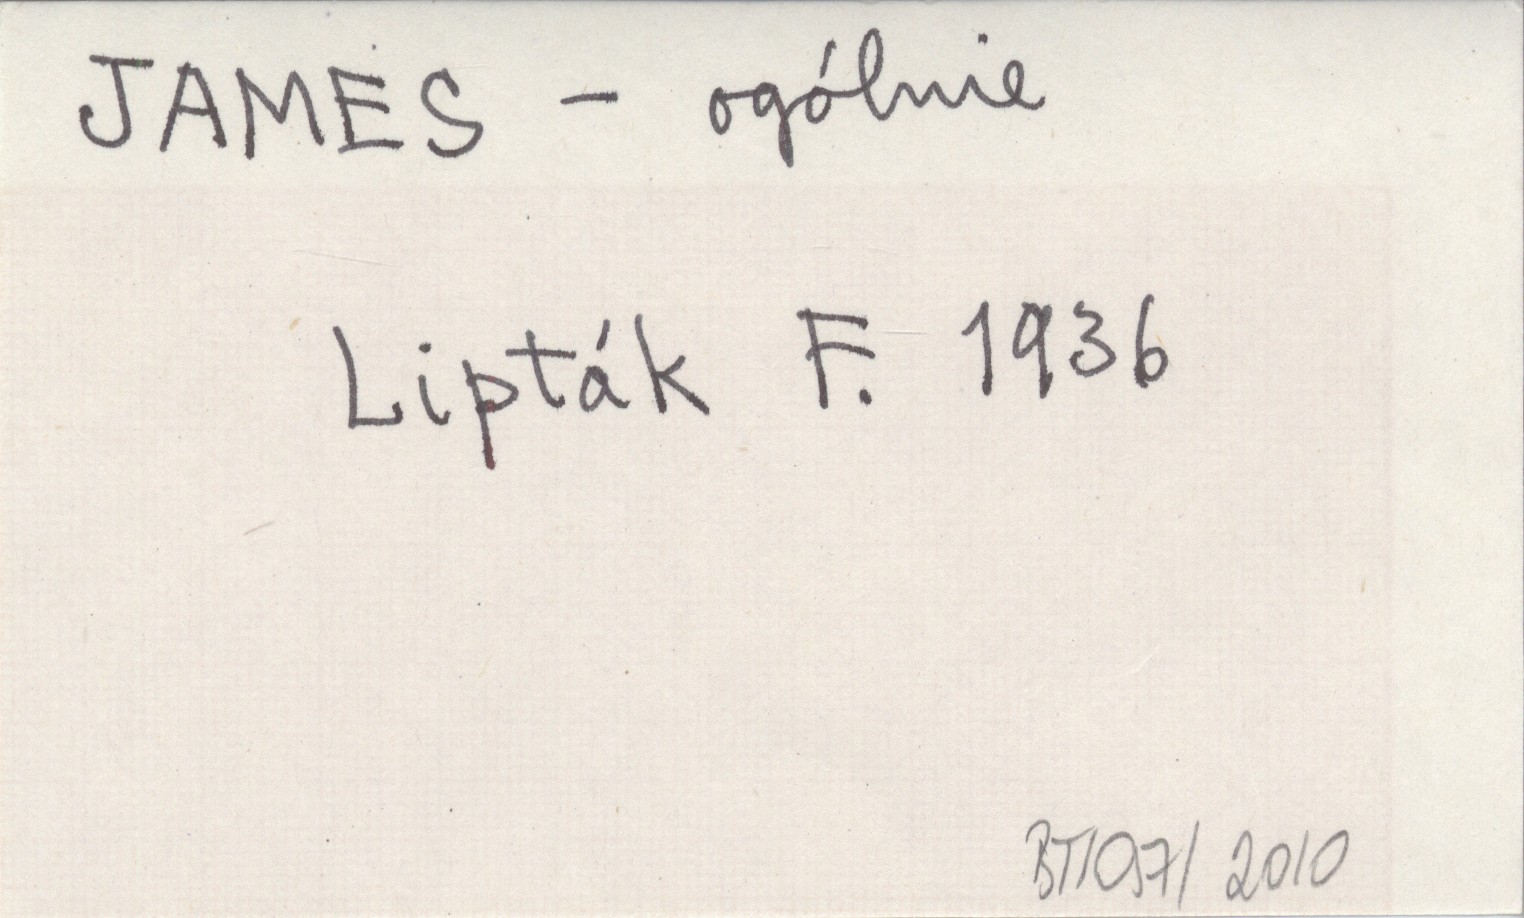 JAMES - ogólnie
Lipták F. 1936
BT/097/2010